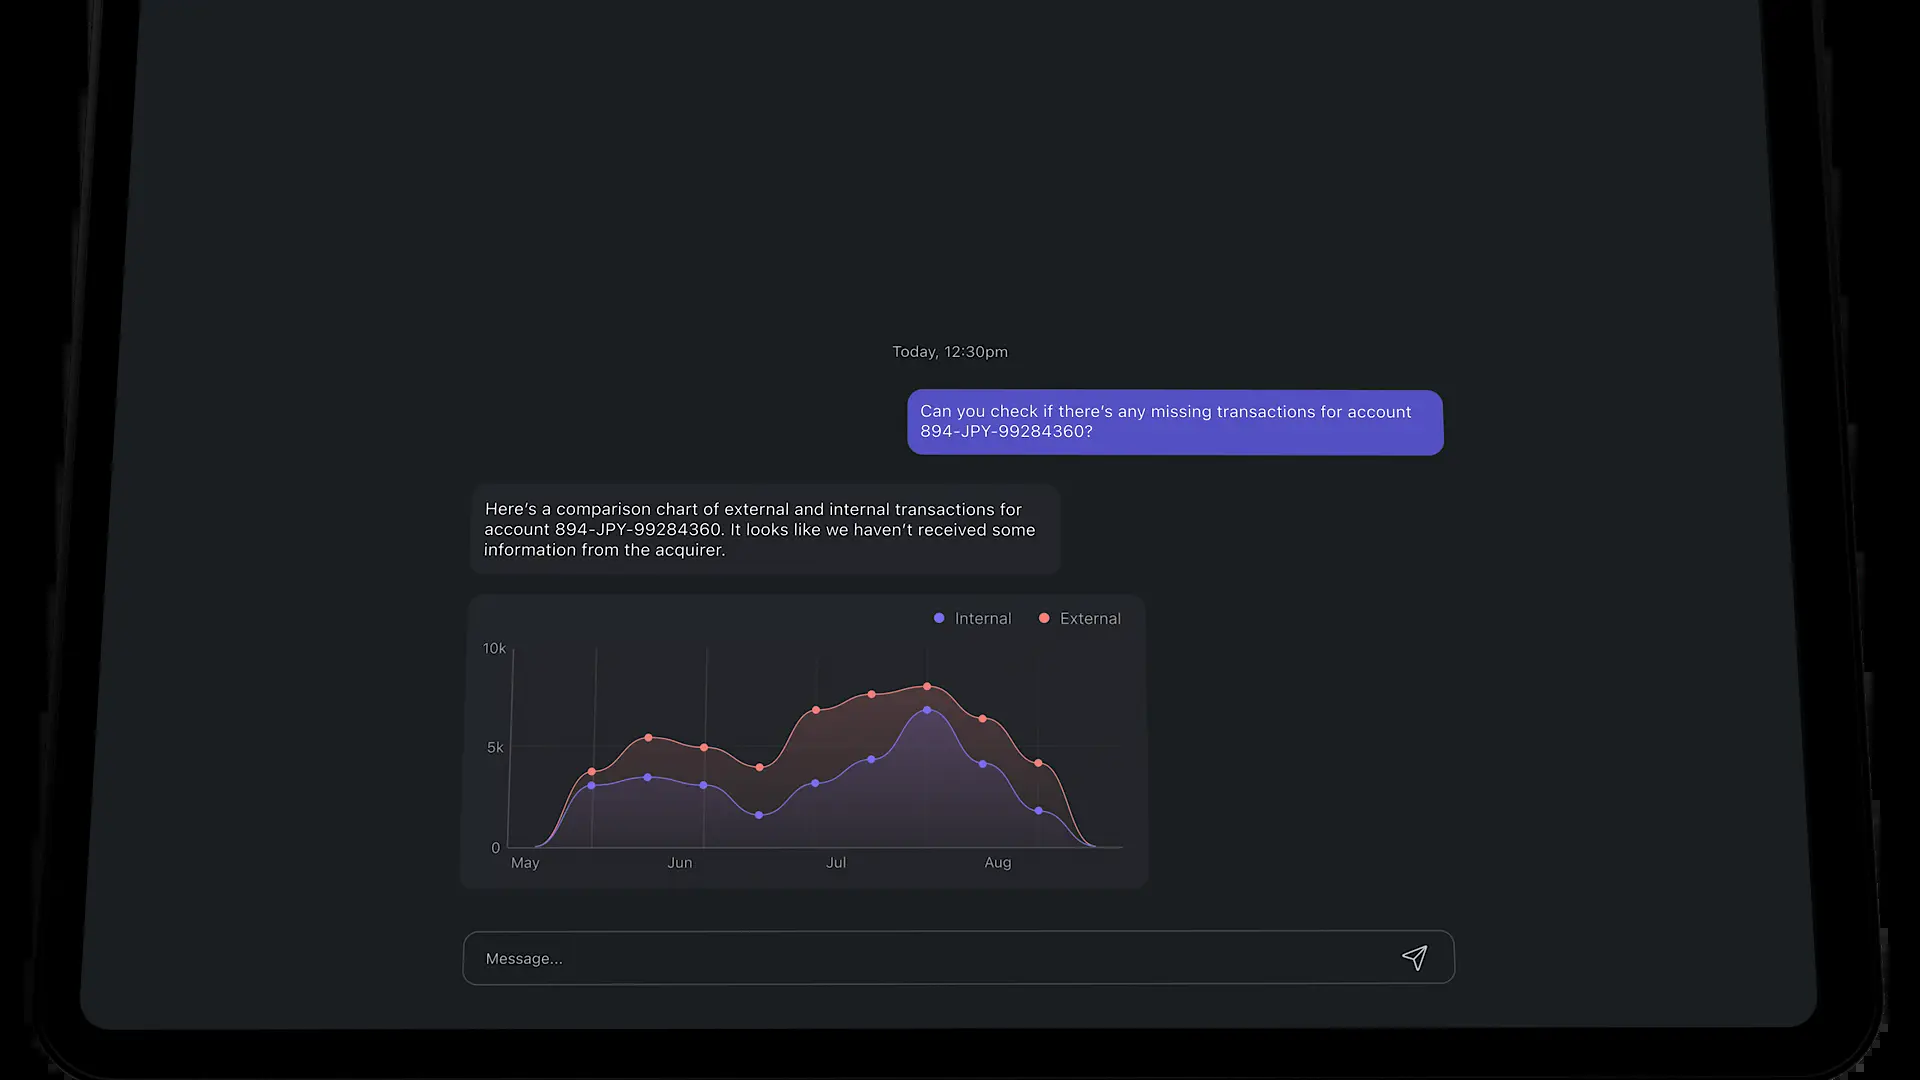 Today, 12:30pm
Can you check if there’s any missing transactions for account
894-JPY-99284360?
Here’s a comparison chart of external and internal transactions for
account 894-JPY-99284360. It looks like we haven’t received some
information from the acquirer.
Internal External
10k
5k
0
May Jun Jul Aug
Message...